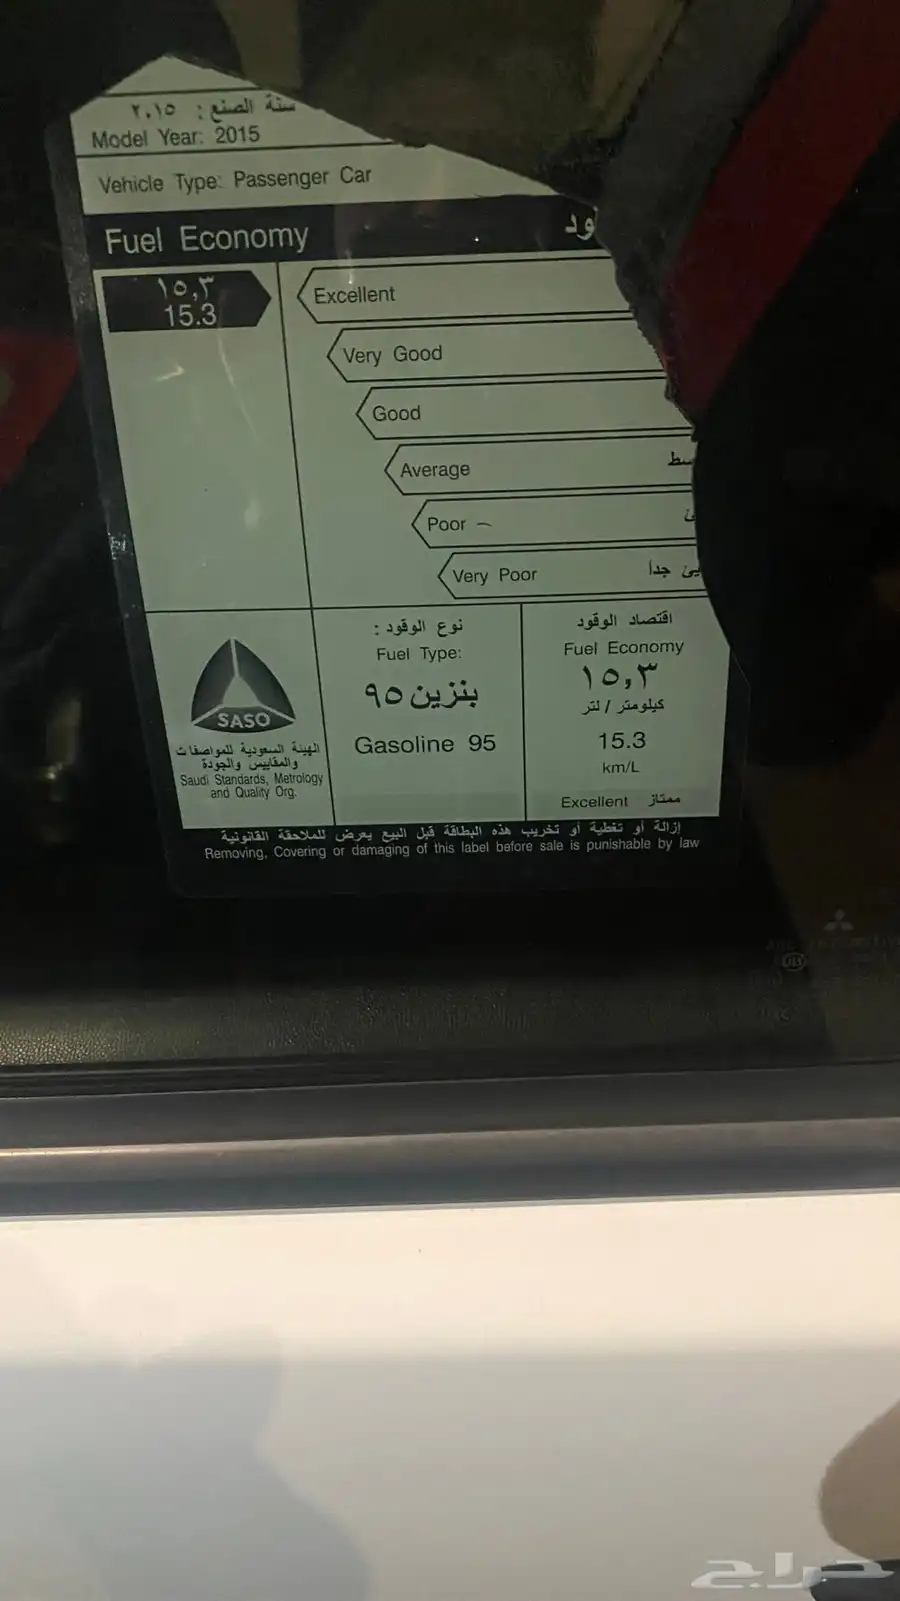 سنة الصنع : ٢٠١٥
Model Year: 2015
Vehicle Type: Passenger Car
Fuel Economy
١٥,٣
15.3
Excellent
Very Good
Good
Average
Poor
Very Poor جداً
SASO
الهيئة السعودية للمواصفات
والمقاييس والجودة
Saudi Standards, Metrology
and Quality Org.
نوع الوقود :
Fuel Type:
بنزين ٩٥
Gasoline 95
اقتصاد الوقود
Fuel Economy
١٥,٣
كيلومتر / لتر
15.3
km/L
Excellent ممتاز
إزالة أو تغطية أو تخريب هذه البطاقة قبل البيع يعرض للملاحقة القانونية
Removing, Covering or damaging of this label before sale is punishable by law
حراج